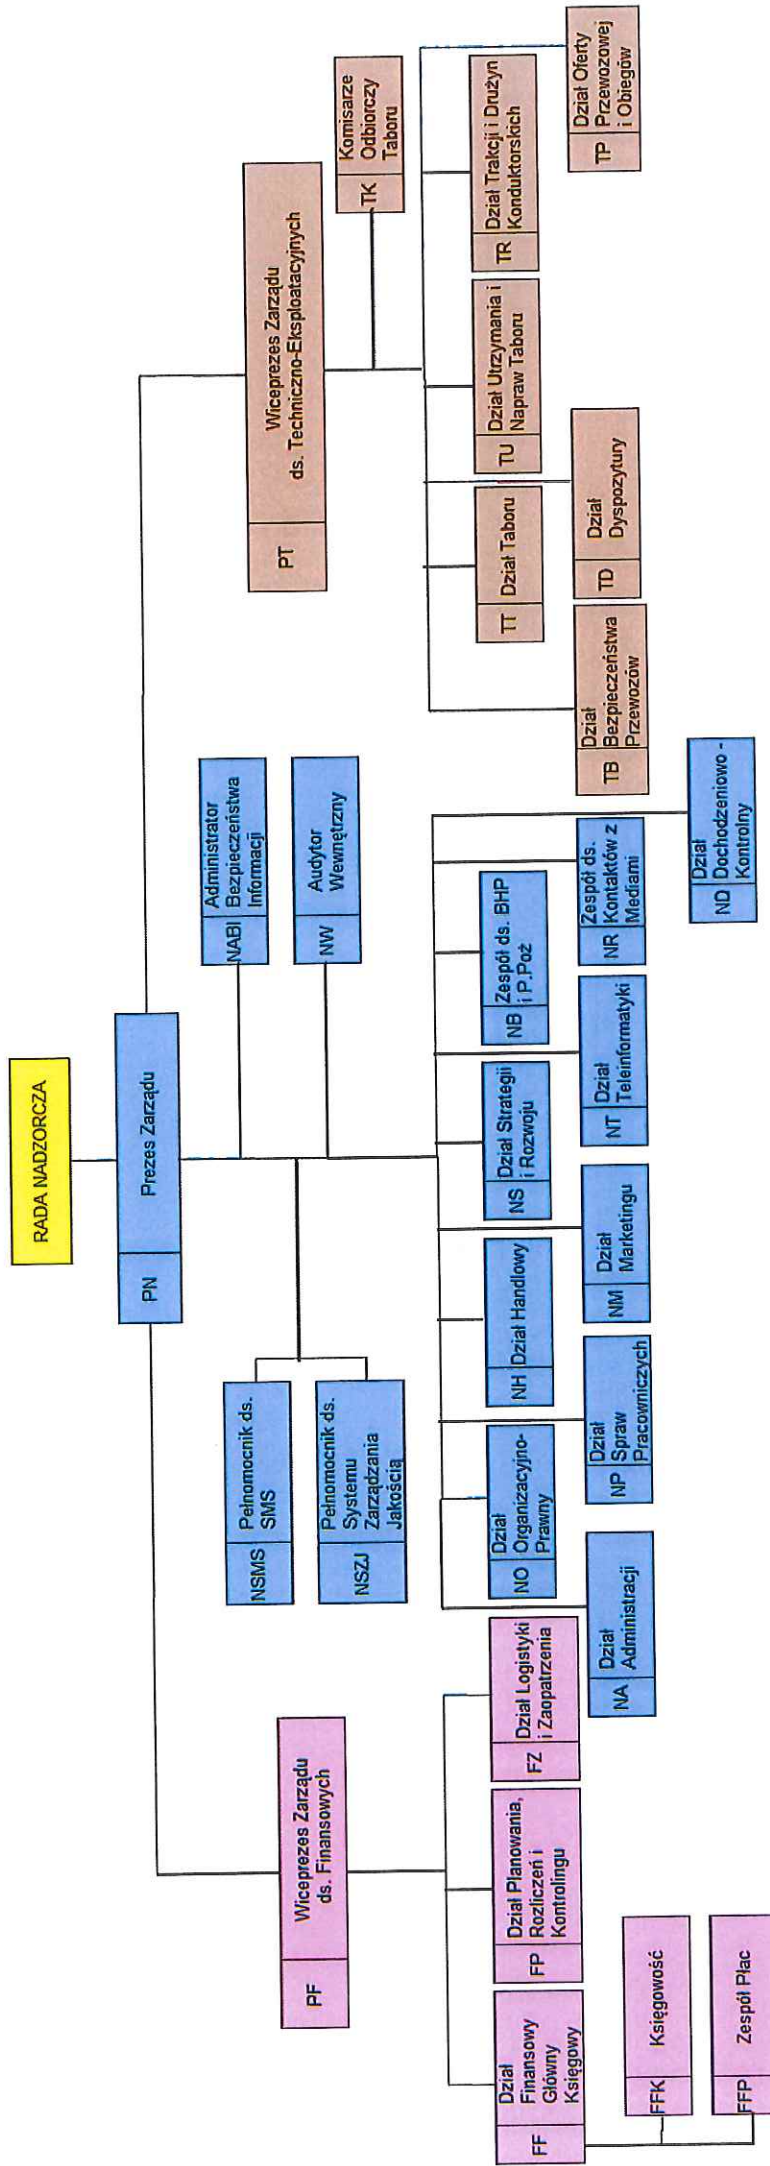 RADA NADZORCZA
PN
Prezes Zarządu
NSMS
Pełnomocnik ds.
SMS
NSZJ
Pełnomocnik ds.
Systemu
Zarządzania
Jakością
NABI
Administrator
Bezpieczeństwa
Informacji
NW
Audytor
Wewnętrzny
PF
Wiceprezes Zarządu
ds. Finansowych
FF
Dział
Finansowy
Główny
Księgowy
FP
Dział Planowania,
Rozliczeń i
Kontrolingu
FZ
Dział Logistyki
i Zaopatrzenia
FFK
Księgowość
FFP
Zespół Płac
NO
Dział
Organizacyjno-
Prawny
NH
Dział Handlowy
NS
Dział Strategii
i Rozwoju
NB
Zespół ds. BHP
i P.Poż
NA
Dział
Administracji
NP
Dział
Spraw
Pracowniczych
NM
Dział
Marketingu
NT
Dział
Teleinformatyki
NR
Zespół ds.
Kontaktów z
Mediami
ND
Dział
Dochodzeniowo -
Kontrolny
PT
Wiceprezes Zarządu
ds. Techniczno-Eksploatacyjnych
TK
Komisarze
Odbiorczy
Taboru
TT
Dział Taboru
TU
Dział Utrzymania i
Napraw Taboru
TR
Dział Trakcji i Drużyn
Konduktorskich
TB
Dział
Bezpieczeństwa
Przewozów
TD
Dział
Dyspozytury
TP
Dział Oferty
Przewozowej
i Obiegów